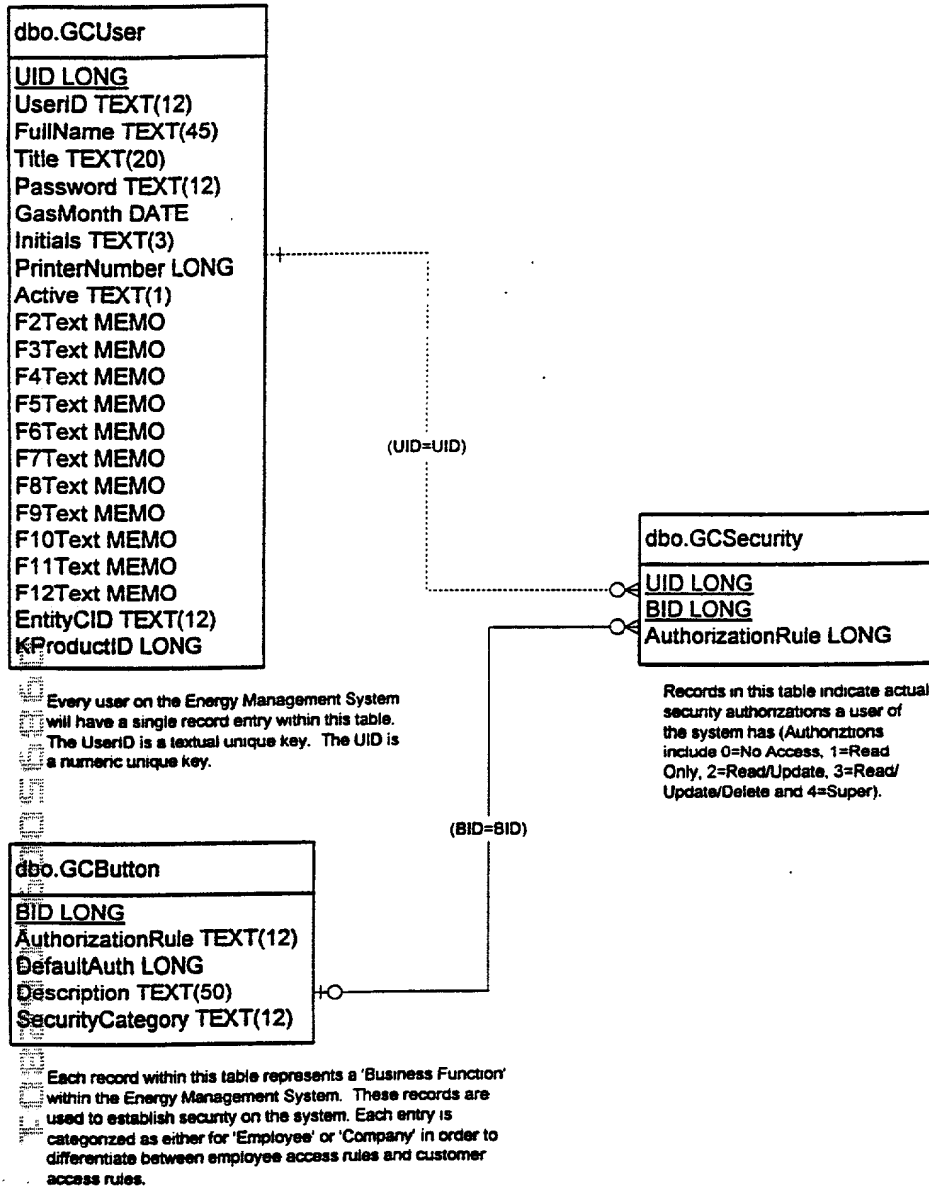 dbo.GCUser
UID LONG
UserID TEXT(12)
FullName TEXT(45)
Title TEXT(20)
Password TEXT(12)
GasMonth DATE
Initials TEXT(3)
PrinterNumber LONG
Active TEXT(1)
F2Text MEMO
F3Text MEMO
F4Text MEMO
F5Text MEMO
F6Text MEMO
F7Text MEMO
F8Text MEMO
F9Text MEMO
F10Text MEMO
F11Text MEMO
F12Text MEMO
EntityCID TEXT(12)
KProductID LONG
Every user on the Energy Management System
will have a single record entry within this table.
The UserID is a textual unique key. The UID is
a numeric unique key.
(UID=UID)
dbo.GCSecurity
UID LONG
BID LONG
AuthorizationRule LONG
Records in this table indicate actual
security authorizations a user of
the system has (Authorizations
include 0=No Access, 1=Read
Only, 2=Read/Update, 3=Read/
Update/Delete and 4=Super).
(BID=BID)
dbo.GCButton
BID LONG
AuthorizationRule TEXT(12)
DefaultAuth LONG
Description TEXT(50)
SecurityCategory TEXT(12)
Each record within this table represents a 'Business Function'
within the Energy Management System. These records are
used to establish security on the system. Each entry is
categorized as either for 'Employee' or 'Company' in order to
differentiate between employee access rules and customer
access rules.